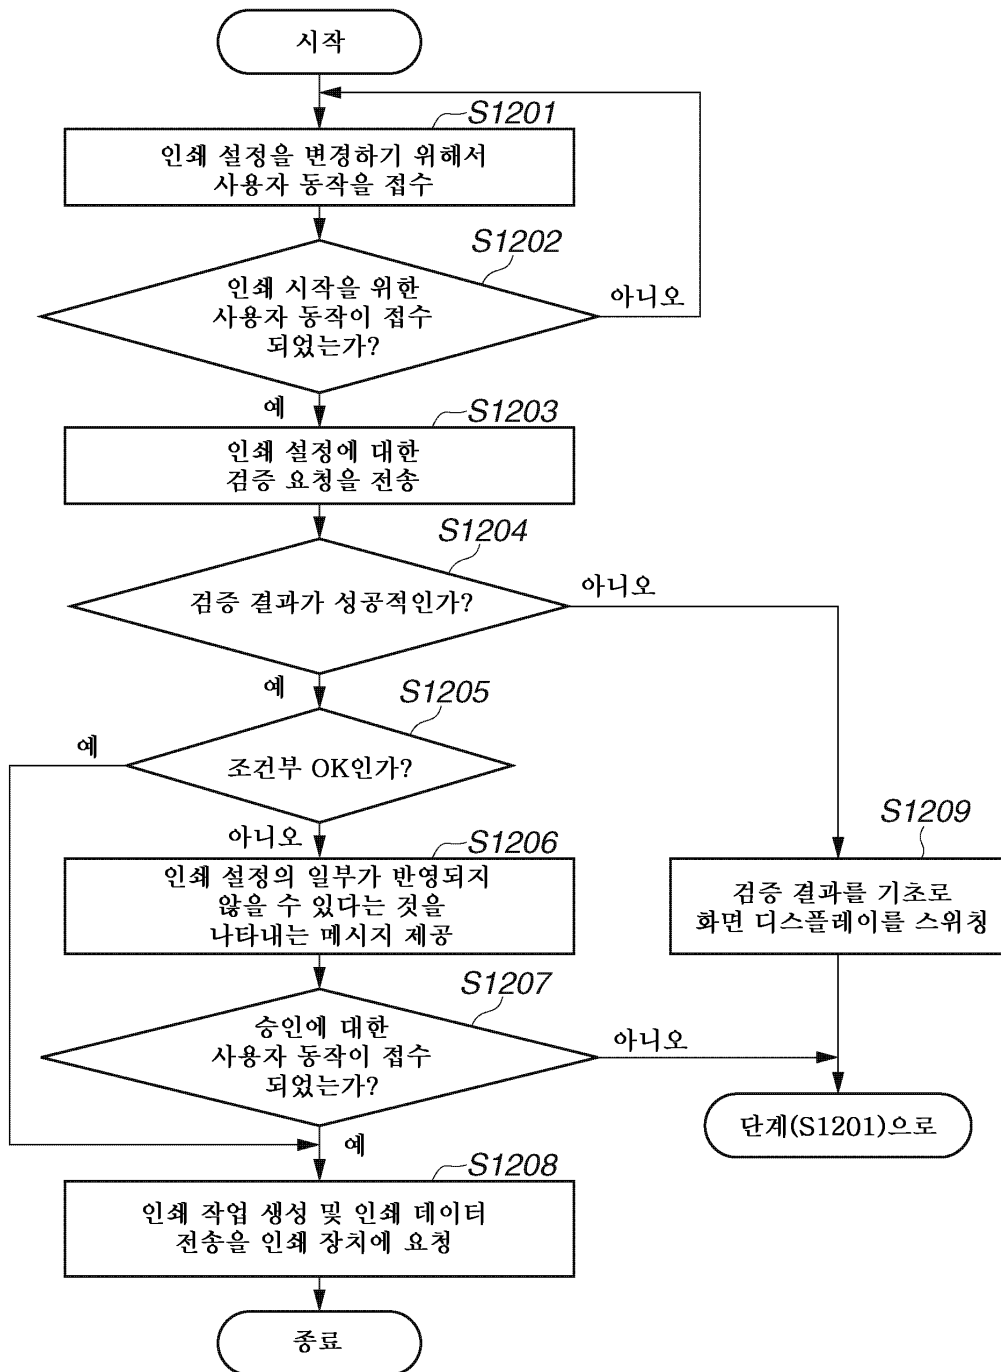 시작
S1201
인쇄 설정을 변경하기 위해서
사용자 동작을 접수
S1202
인쇄 시작을 위한
사용자 동작이 접수
되었는가?
아니오
예
S1203
인쇄 설정에 대한
검증 요청을 전송
S1204
검증 결과가 성공적인가?
아니오
예
S1205
예
조건부 OK인가?
아니오
S1206
인쇄 설정의 일부가 반영되지
않을 수 있다는 것을
나타내는 메시지 제공
S1209
검증 결과를 기초로
화면 디스플레이를 스위칭
S1207
승인에 대한
사용자 동작이 접수
되었는가?
아니오
단계(S1201)으로
예
S1208
인쇄 작업 생성 및 인쇄 데이터
전송을 인쇄 장치에 요청
종료